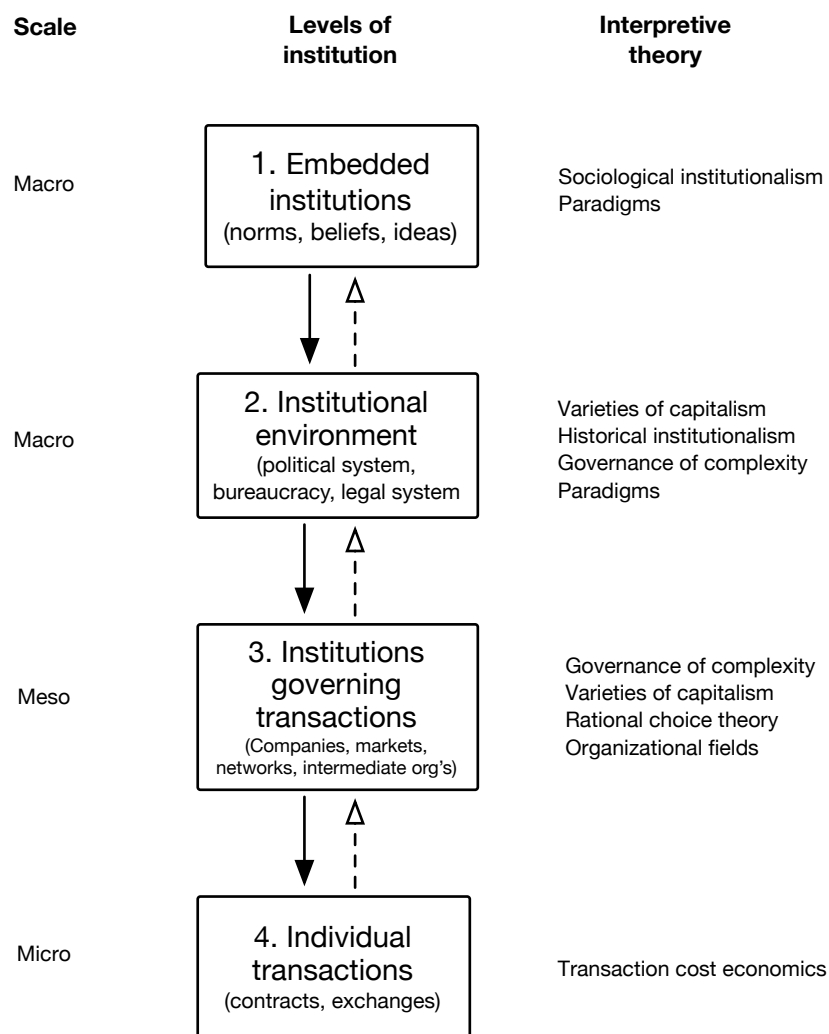 Scale
Levels of
institution
Interpretive
theory
Macro
1. Embedded
institutions
(norms, beliefs, ideas)
Sociological institutionalism
Paradigms
Macro
2. Institutional
environment
(political system,
bureaucracy, legal system
Varieties of capitalism
Historical institutionalism
Governance of complexity
Paradigms
Meso
3. Institutions
governing
transactions
(Companies, markets,
networks, intermediate org's)
Governance of complexity
Varieties of capitalism
Rational choice theory
Organizational fields
Micro
4. Individual
transactions
(contracts, exchanges)
Transaction cost economics